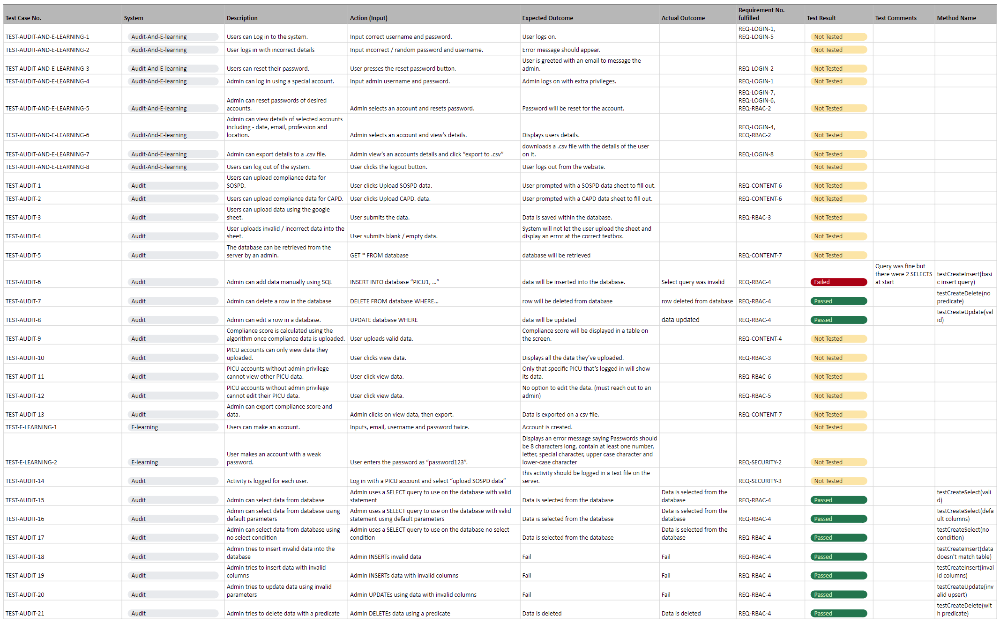 Test Case No. System Description Action (Input) Expected Outcome Actual Outcome Requirement No. fulfilled Test Result Test Comments Method Name
TEST-AUDIT-AND-E-LEARNING-1 Audit-And-E-learning Users can Log in to the system. Input correct username and password. User logs on. REQ-LOGIN-1, REQ-LOGIN-5 Not Tested
TEST-AUDIT-AND-E-LEARNING-2 Audit-And-E-learning User logs in with incorrect details Input incorrect / random password and username. Error message should appear. Not Tested
TEST-AUDIT-AND-E-LEARNING-3 Audit-And-E-learning Users can reset their password. User presses the reset password button. User is greeted with an email to message the admin. REQ-LOGIN-2 Not Tested
TEST-AUDIT-AND-E-LEARNING-4 Audit-And-E-learning Admin can log in using a special account. Input admin username and password. Admin logs on with extra privileges. REQ-LOGIN-1 Not Tested
TEST-AUDIT-AND-E-LEARNING-5 Audit-And-E-learning Admin can reset passwords of desired accounts. Admin selects an account and resets password. Password will be reset for the account. REQ-LOGIN-7, REQ-LOGIN-6, REQ-RBAC-2 Not Tested
TEST-AUDIT-AND-E-LEARNING-6 Audit-And-E-learning Admin can view details of selected accounts including - date, email, profession and location. Admin selects an account and view’s details. Displays users details. REQ-LOGIN-4, REQ-RBAC-2 Not Tested
TEST-AUDIT-AND-E-LEARNING-7 Audit-And-E-learning Admin can export details to a .csv file. Admin view’s an accounts details and click “export to .csv” downloads a .csv file with the details of the user on it. REQ-LOGIN-8 Not Tested
TEST-AUDIT-AND-E-LEARNING-8 Audit-And-E-learning Users can log out of the system. User clicks the logout button. User logs out from the website. Not Tested
TEST-AUDIT-1 Audit Users can upload compliance data for SOSPD. User clicks Upload SOSPD data. User prompted with a SOSPD data sheet to fill out. REQ-CONTENT-6 Not Tested
TEST-AUDIT-2 Audit Users can upload compliance data for CAPD. User clicks Upload CAPD. data. User prompted with a CAPD data sheet to fill out. REQ-CONTENT-6 Not Tested
TEST-AUDIT-3 Audit Users can upload data using the google sheet. User submits the data. Data is saved within the database. REQ-RBAC-3 Not Tested
TEST-AUDIT-4 Audit User uploads invalid / incorrect data into the sheet. User submits blank / empty data. System will not let the user upload the sheet and display an error at the correct textbox. Not Tested
TEST-AUDIT-5 Audit The database can be retrieved from the server by an admin. GET * FROM database database will be retrieved REQ-CONTENT-7 Not Tested
TEST-AUDIT-6 Audit Admin can add data manually using SQL INSERT INTO database “PICU1, ...” data will be inserted into the database. Select query was invalid REQ-RBAC-4 Failed Query was fine but there were 2 SELECTS at start testCreateInsert(basic insert query)
TEST-AUDIT-7 Audit Admin can delete a row in the database DELETE FROM database WHERE... row will be deleted from database row deleted from database REQ-RBAC-4 Passed testCreateDelete(no predicate)
TEST-AUDIT-8 Audit Admin can edit a row in a database. UPDATE database WHERE data will be updated data updated REQ-RBAC-4 Passed testCreateUpdate(valid)
TEST-AUDIT-9 Audit Compliance score is calculated using the algorithm once compliance data is uploaded. User uploads valid data. Compliance score will be displayed in a table on the screen. REQ-CONTENT-4 Not Tested
TEST-AUDIT-10 Audit PICU accounts can only view data they uploaded. User clicks view data. Displays all the data they’ve uploaded. REQ-RBAC-3 Not Tested
TEST-AUDIT-11 Audit PICU accounts without admin privilege cannot view other PICU data. User click view data. Only that specific PICU that’s logged in will show its data. REQ-RBAC-6 Not Tested
TEST-AUDIT-12 Audit PICU accounts without admin privilege cannot edit their PICU data. User click view data. No option to edit the data. (must reach out to an admin) REQ-RBAC-5 Not Tested
TEST-AUDIT-13 Audit Admin can export compliance score and data. Admin clicks on view data, then export. Data is exported on a csv file. REQ-CONTENT-7 Not Tested
TEST-E-LEARNING-1 E-learning Users can make an account. Inputs, email, username and password twice. Account is created. Not Tested
TEST-E-LEARNING-2 E-learning User makes an account with a weak password. User enters the password as “password123”. Displays an error message saying Passwords should be 8 characters long, contain at least one number, letter, special character, upper case character and lower-case character REQ-SECURITY-2 Not Tested
TEST-AUDIT-14 Audit Activity is logged for each user. Log in with a PICU account and select “upload SOSPD data” this activity should be logged in a text file on the server. REQ-SECURITY-3 Not Tested
TEST-AUDIT-15 Audit Admin can select data from database Admin uses a SELECT query to use on the database with valid statement Data is selected from the database Data is selected from the database REQ-RBAC-4 Passed testCreateSelect(valid)
TEST-AUDIT-16 Audit Admin can select data from database using default parameters Admin uses a SELECT query to use on the database with valid statement using default parameters Data is selected from the database Data is selected from the database REQ-RBAC-4 Passed testCreateSelect(default columns)
TEST-AUDIT-17 Audit Admin can select data from database using no select condition Admin uses a SELECT query to use on the database no select condition Data is selected from the database Data is selected from the database REQ-RBAC-4 Passed testCreateSelect(no condition)
TEST-AUDIT-18 Audit Admin tries to insert invalid data into the database Admin INSERTs invalid data Fail Fail REQ-RBAC-4 Passed testCreateInsert(data doesn't match table)
TEST-AUDIT-19 Audit Admin tries to insert data with invalid columns Admin INSERTs data with invalid columns Fail Fail REQ-RBAC-4 Passed testCreateInsert(invalid columns)
TEST-AUDIT-20 Audit Admin tries to update data using invalid parameters Admin UPDATEs using data with invalid columns Fail Fail REQ-RBAC-4 Passed testCreateUpdate(invalid upsert)
TEST-AUDIT-21 Audit Admin tries to delete data with a predicate Admin DELETEs data using a predicate Data is deleted Data is deleted REQ-RBAC-4 Passed testCreateDelete(with predicate)